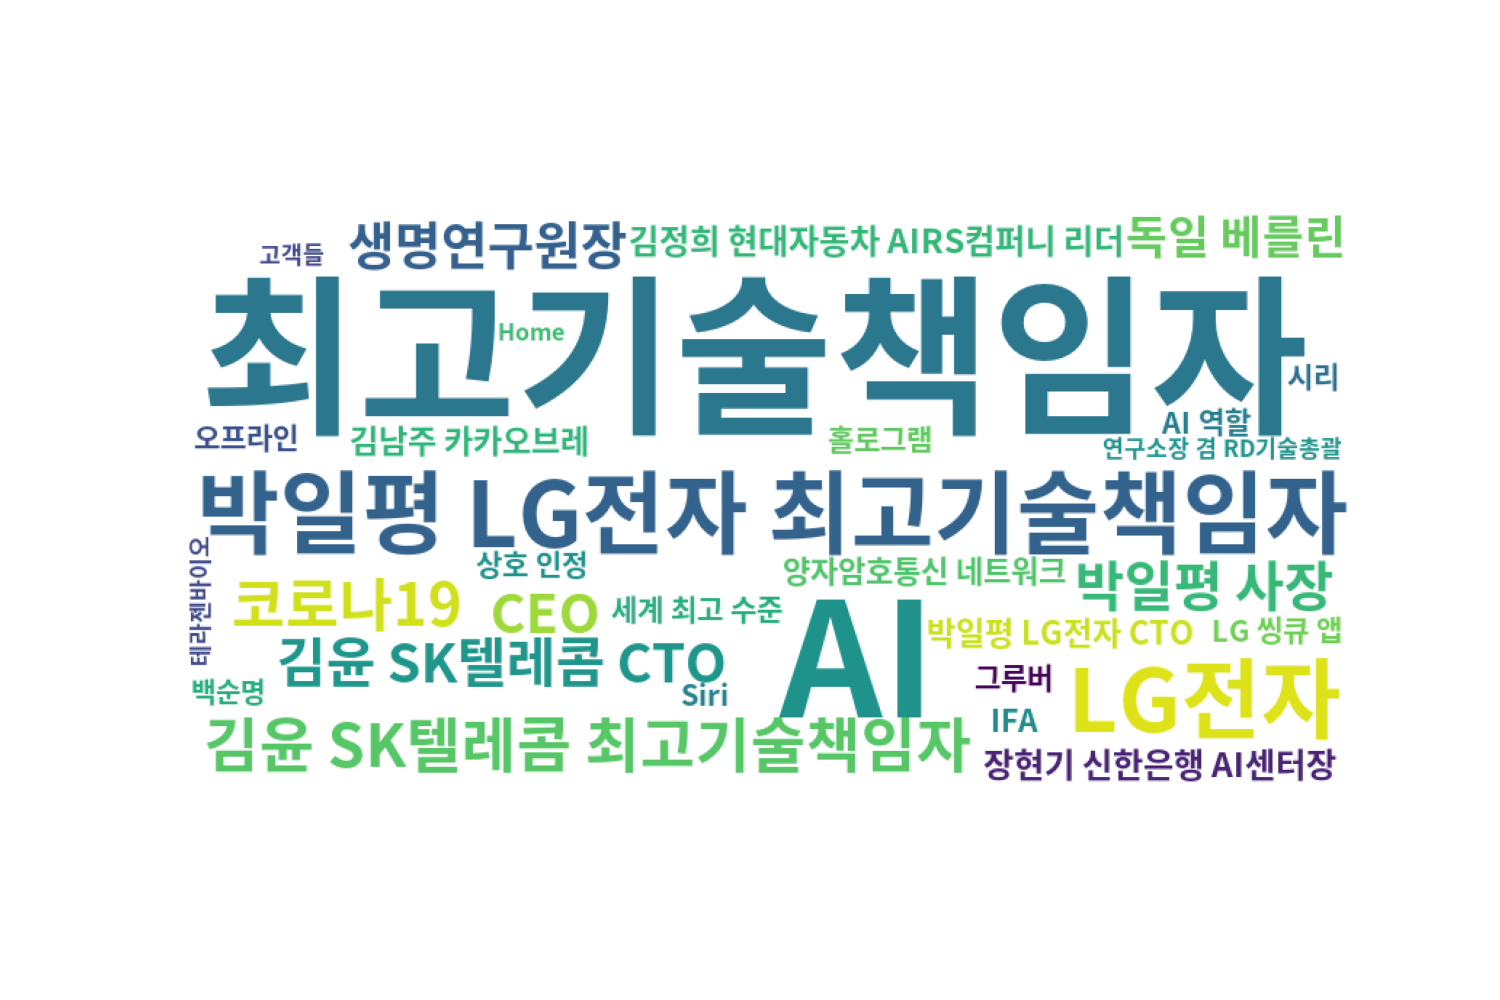 고객들
생명연구원장
김정희 현대자동차 AIRS컴퍼니 리더
독일 베를린
최고기술책임자
Home
시리
오프라인
김남주 카카오브레
홀로그램
AI 역할
연구소장 겸 RD기술총괄
박일평 LG전자 최고기술책임자
테라젠바이오
상호 인정
양자암호통신 네트워크
박일평 사장
코로나19
CEO
세계 최고 수준
AI
박일평 LG전자 CTO
LG 씽큐 앱
김윤 SK텔레콤 CTO
백순명
Siri
그루버
IFA
LG전자
김윤 SK텔레콤 최고기술책임자
장현기 신한은행 AI센터장